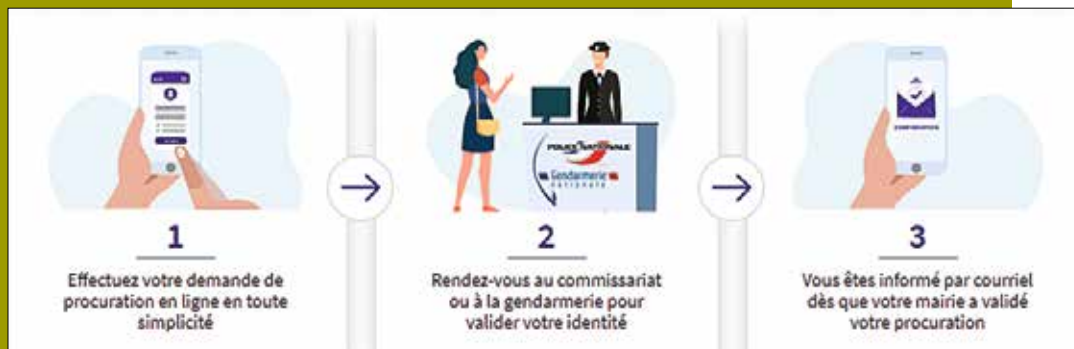 POLICE NATIONALE
Gendarmerie
nationale
CONFIRMATION
1
Effectuez votre demande de
procuration en ligne en toute
simplicité
2
Rendez-vous au commissariat
ou à la gendarmerie pour
valider votre identité
3
Vous êtes informé par courriel
dès que votre mairie a validé
votre procuration